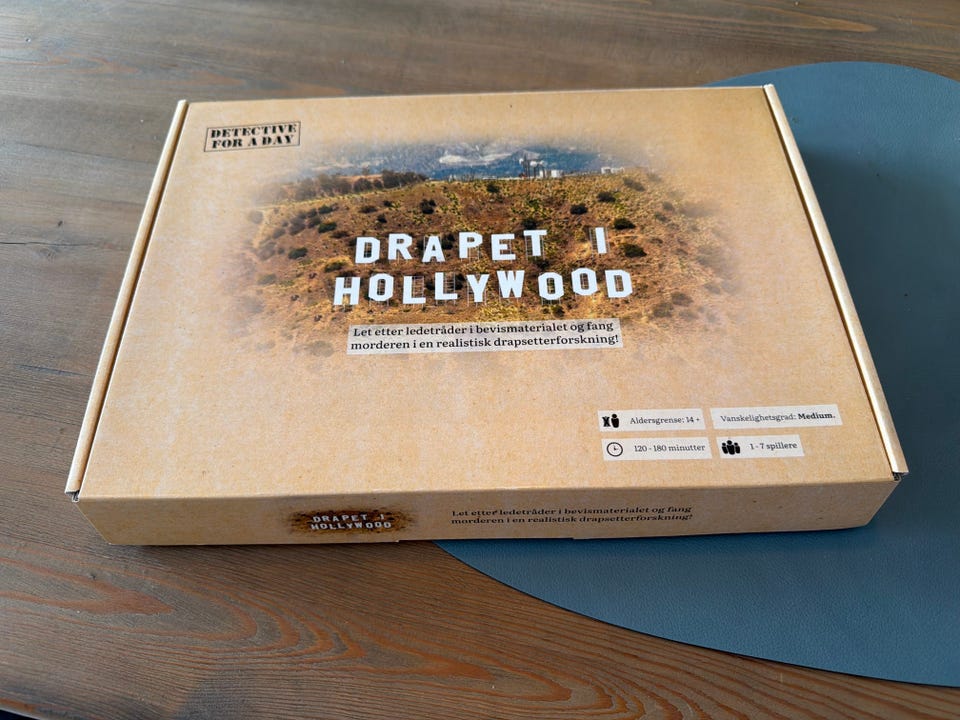 DETECTIVE
FOR A DAY
DRAPET I
HOLLYWOOD
Let etter ledetråder i bevismaterialet og fang
morderen i en realistisk drapsetterforskning!
Aldersgrense: 14 +
Vanskelighetsgrad: Medium.
120 - 180 minutter
1 - 7 spillere
DRAPET I
HOLLYWOOD
Let etter ledetråder i bevismaterialet og fang
morderen i en realistisk drapsetterforskning!